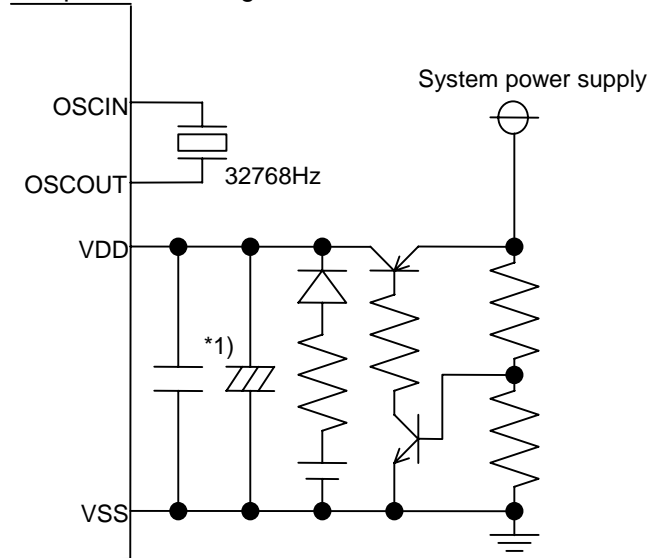 System power supply
OSCIN
OSCOUT
32768Hz
VDD
*1)
VSS